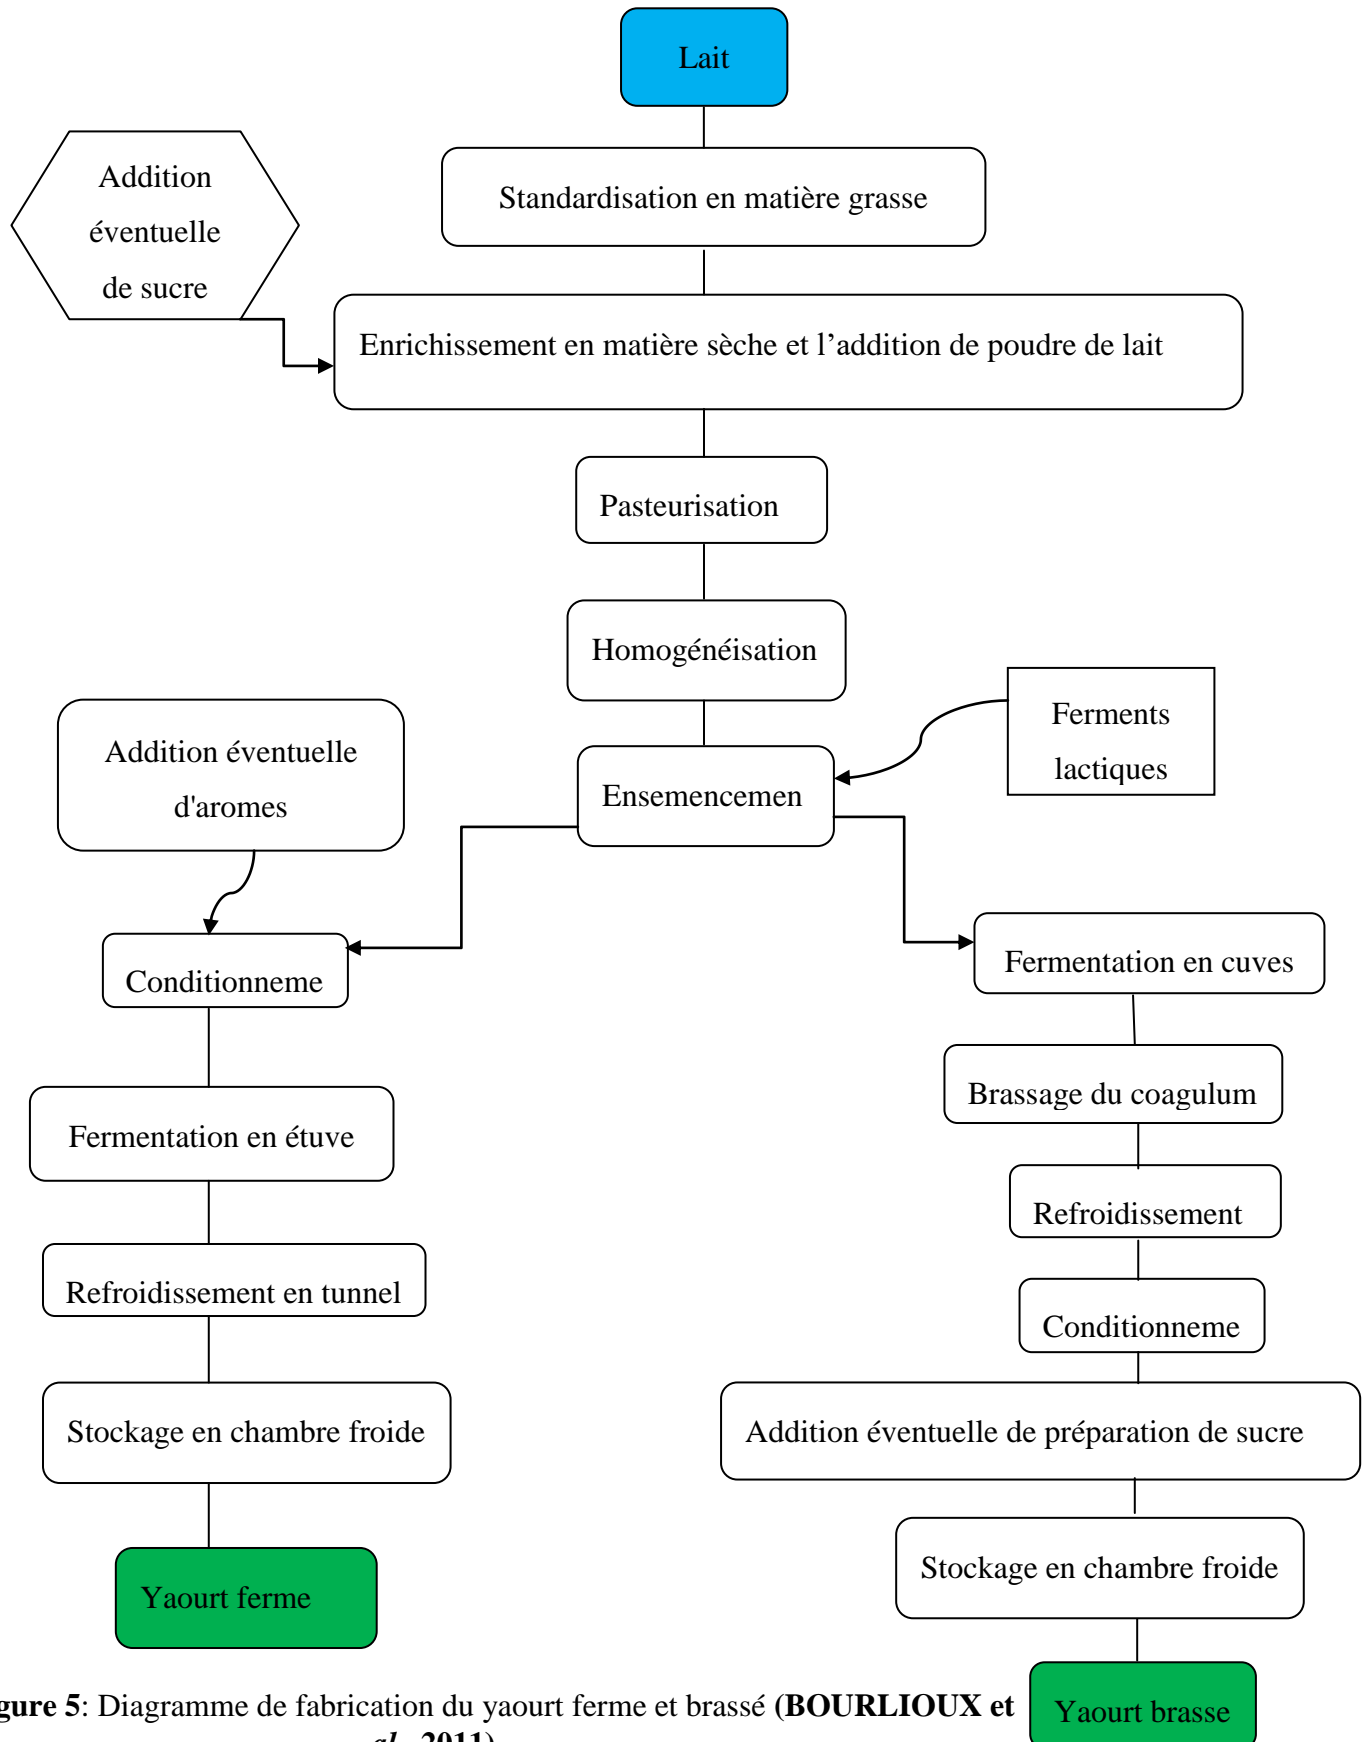 Lait
Addition
éventuelle
de sucre
Standardisation en matière grasse
Enrichissement en matière sèche et l’addition de poudre de lait
Pasteurisation
Homogénéisation
Ferments
lactiques
Addition éventuelle
d'aromes
Ensemencemen
Conditionneme
Fermentation en cuves
Fermentation en étuve
Brassage du coagulum
Refroidissement
Refroidissement en tunnel
Conditionneme
Stockage en chambre froide
Addition éventuelle de préparation de sucre
Stockage en chambre froide
Yaourt ferme
Yaourt brasse
gure 5: Diagramme de fabrication du yaourt ferme et brassé (BOURLIOUX et
al., 2011)